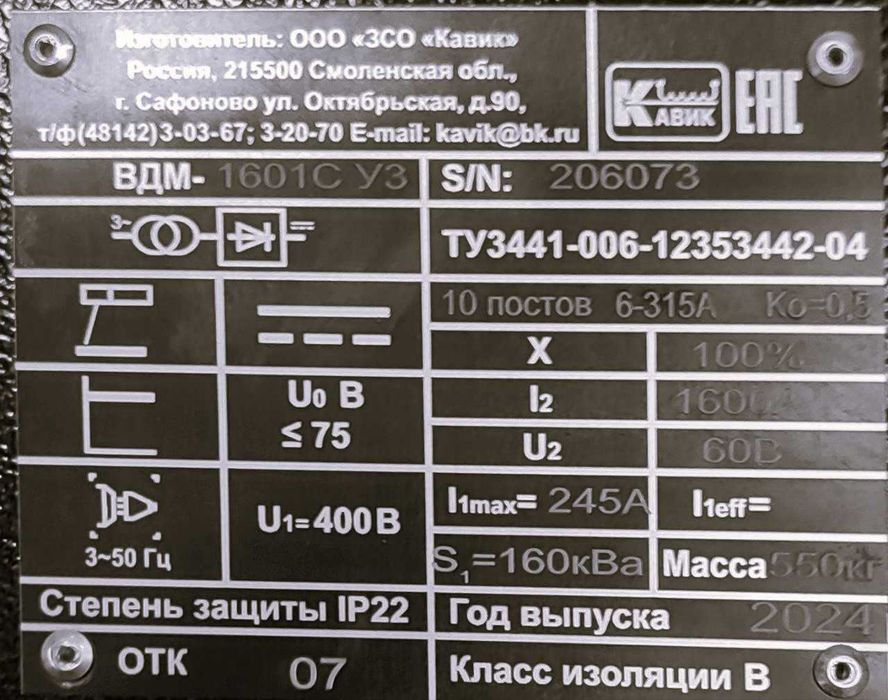 Изготовитель: ООО «ЗСО «Кавик»
Россия, 215500 Смоленская обл.,
г. Сафоново ул. Октябрьская, д.90,
т/ф(48142)3-03-67; 3-20-70 E-mail: kavik@bk.ru
КАВИК ЕАС
ВДМ- 1601С У3 S/N: 206073
3~
ТУ3441-006-12353442-04
10 постов 6-315А Ко=0,5
X 100%
U₀ В
≤ 75
I2 1600А
U2 60В
3~50 Гц
U1=400В
I1max= 245А I1eff=
S1=160кВа Масса 550кг
Степень защиты IP22 Год выпуска 2024
ОТК 07 Класс изоляции В